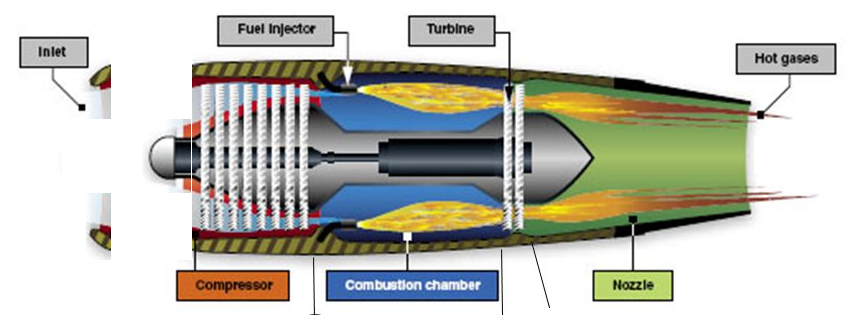 Fuel injector
Turbine
Inlet
Hot gases
Compressor
Combustion chamber
Nozzle